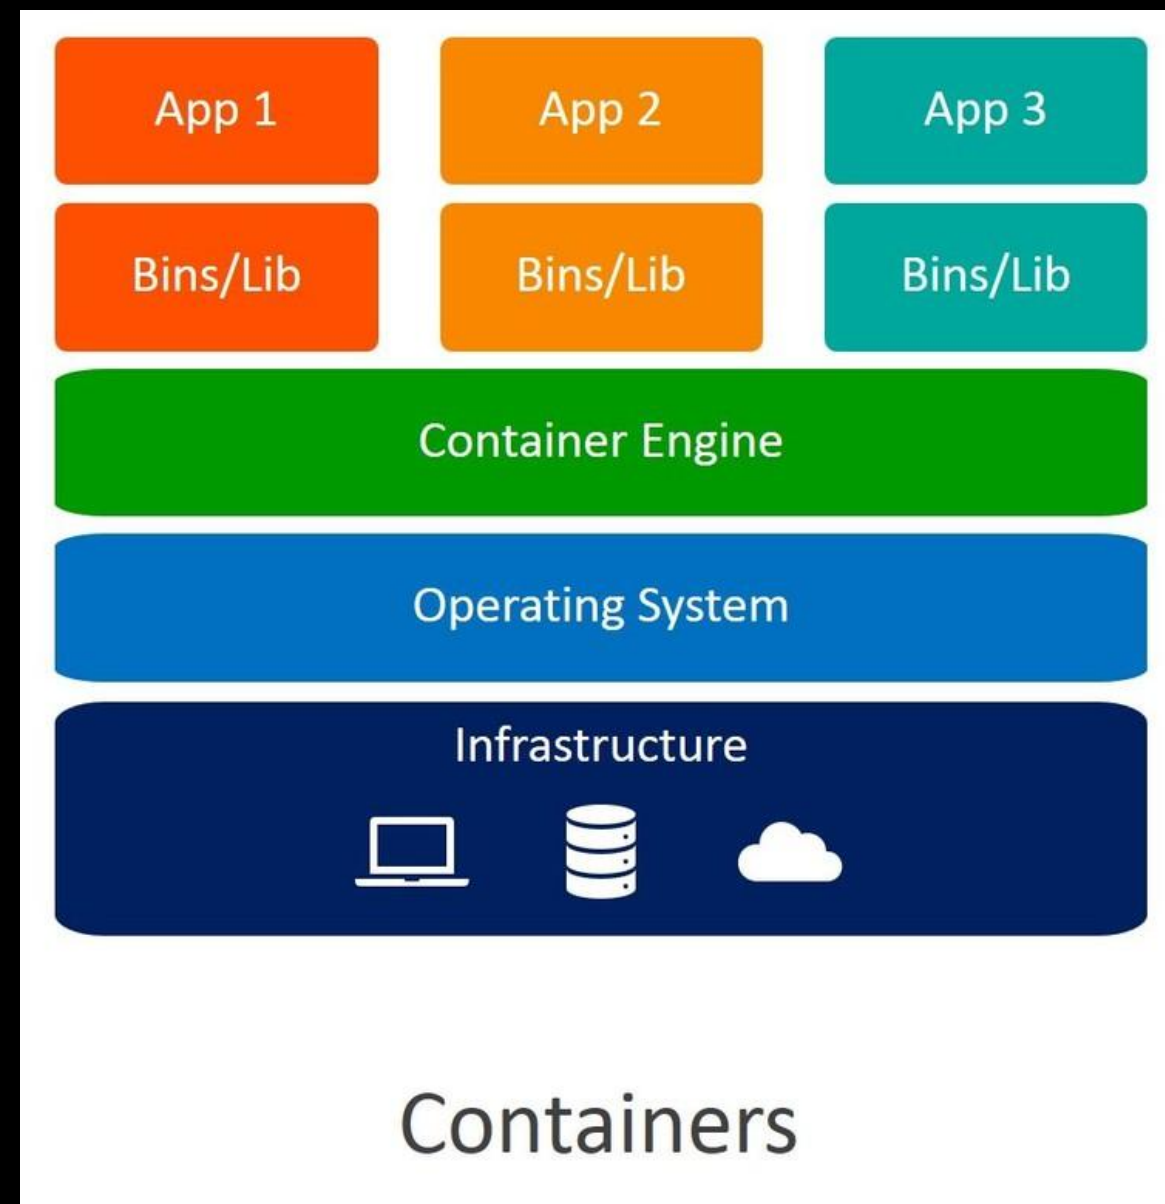 App 1
App 2
App 3
Bins/Lib
Bins/Lib
Bins/Lib
Container Engine
Operating System
Infrastructure
Containers